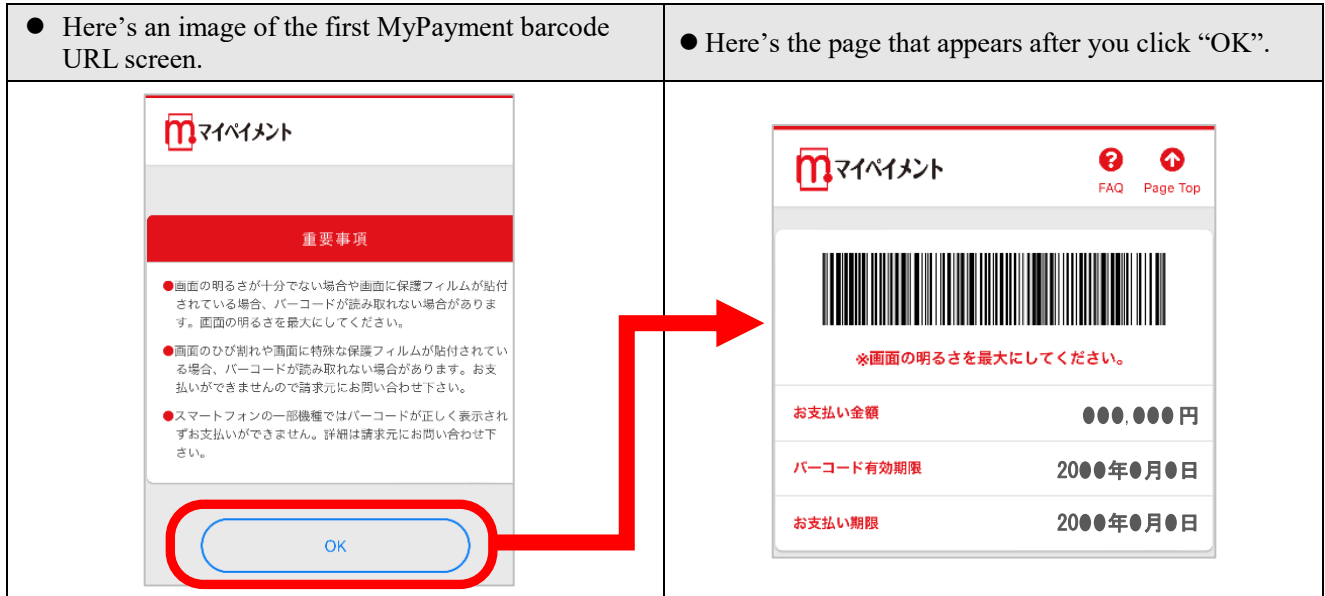 ● Here’s an image of the first MyPayment barcode
URL screen.
● Here’s the page that appears after you click “OK”.
m.マイペイメント
重要事項
●画面の明るさが十分でない場合や画面に保護フィルムが貼付
されている場合、バーコードが読み取れない場合がありま
す。画面の明るさを最大にしてください。
●画面のひび割れや画面に特殊な保護フィルムが貼付されてい
る場合、バーコードが読み取れない場合があります。お支
払いができませんので請求元にお問い合わせ下さい。
●スマートフォンの一部機種ではバーコードが正しく表示され
ずお支払いができません。詳細は請求元にお問い合わせ下
さい。
OK
m.マイペイメント
? FAQ
Page Top
※画面の明るさを最大にしてください。
お支払い金額 ●●●,●●●円
バーコード有効期限 20●●年●月●日
お支払い期限 20●●年●月●日